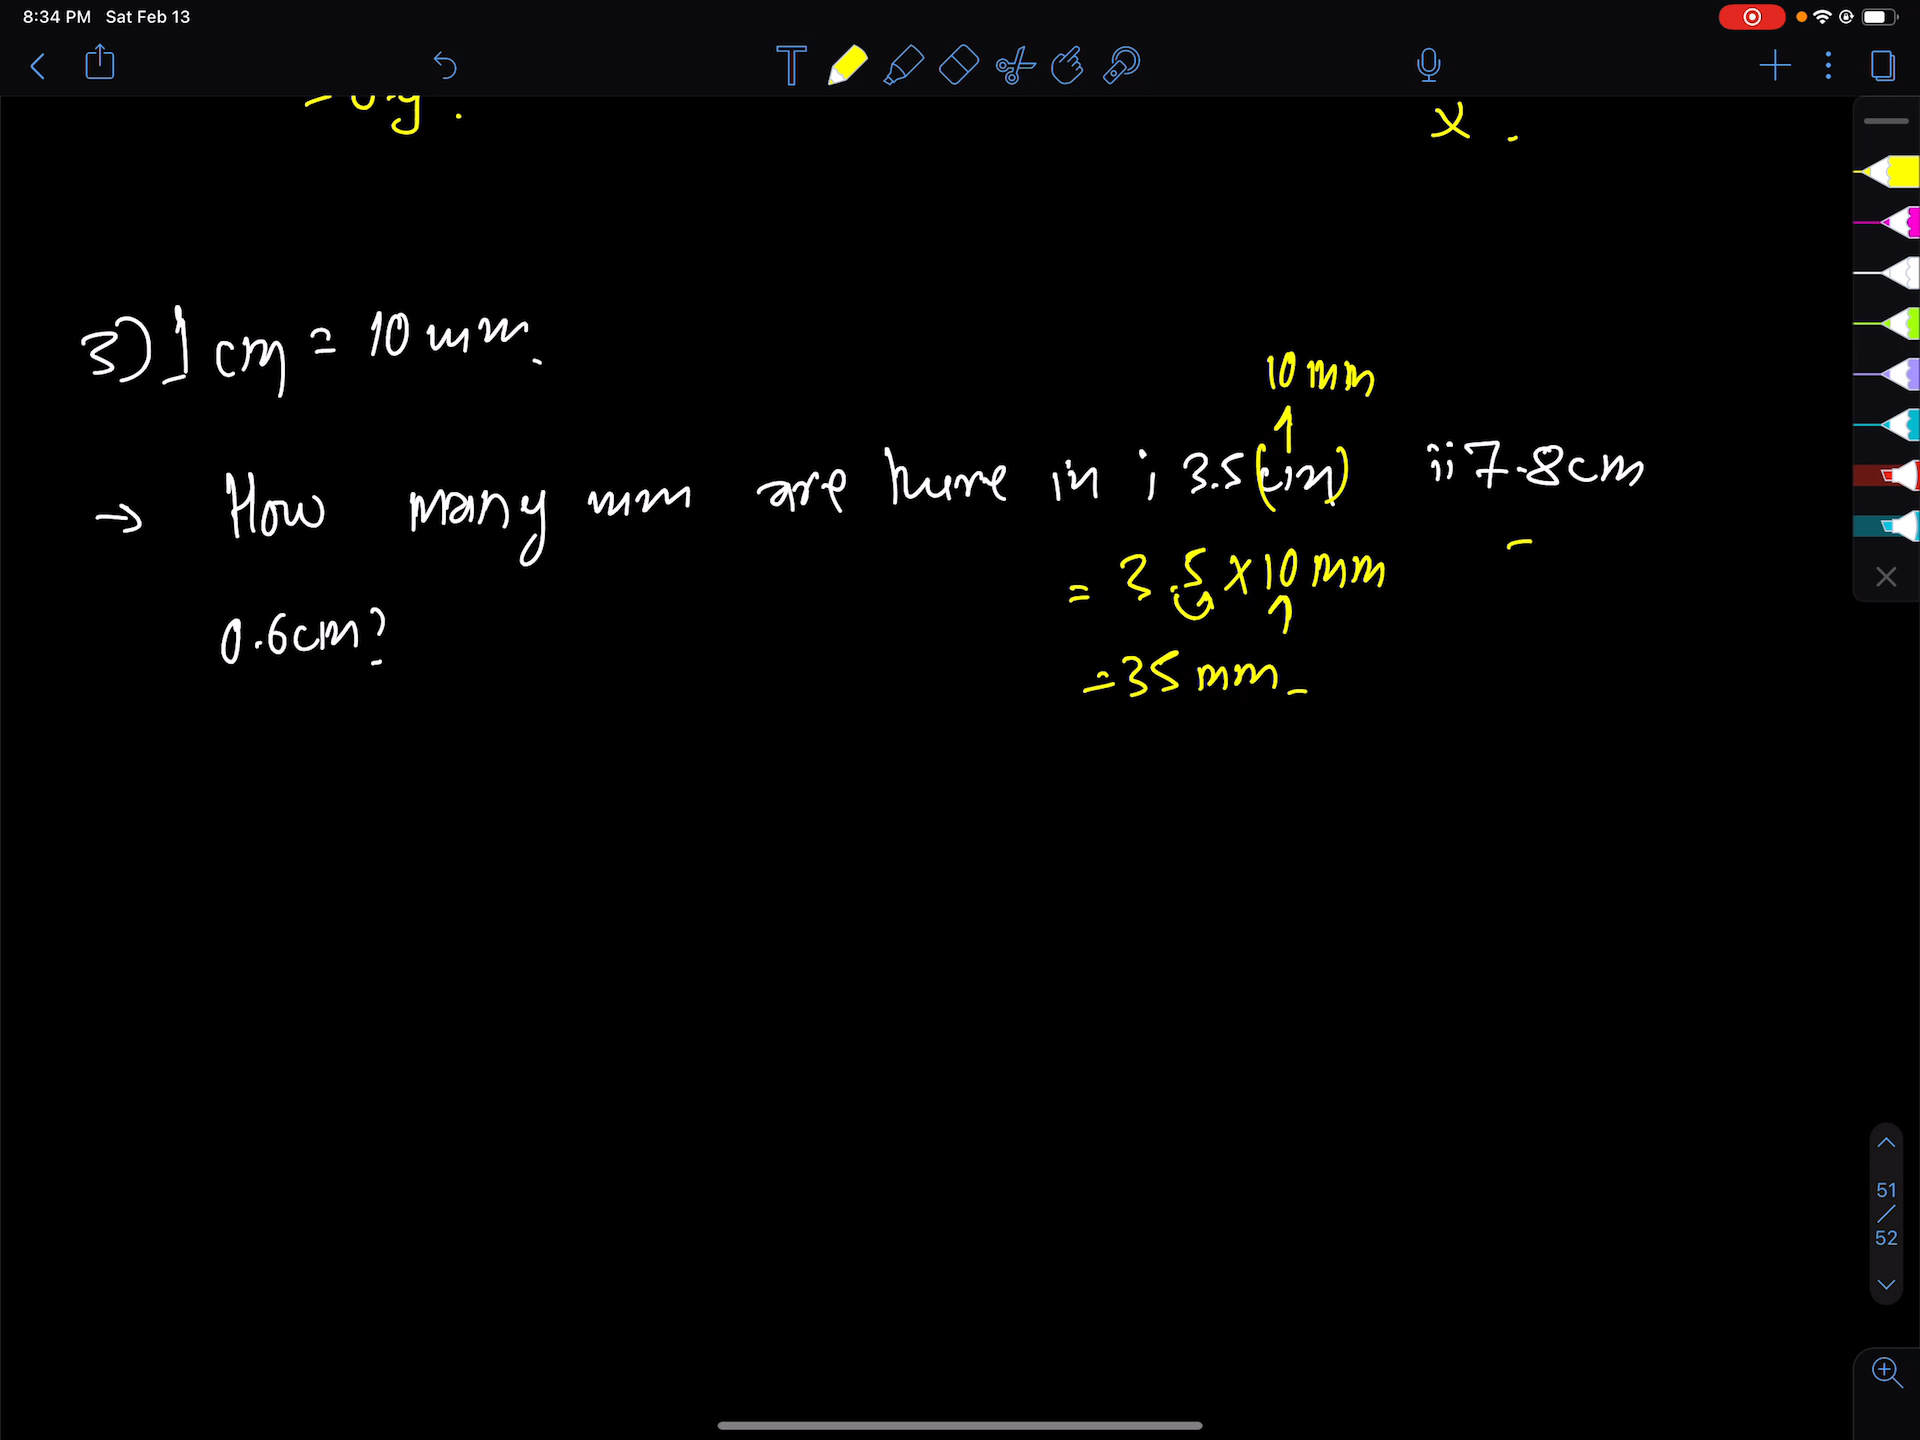 8:34 PM Sat Feb 13
x .
3) 1 cm = 10 mm.
10 mm
→ How many mm are there in i 3.5 (cm) ii 7.8cm
= 3.5 x 10 mm
0.6cm?
= 35 mm
51
/
52